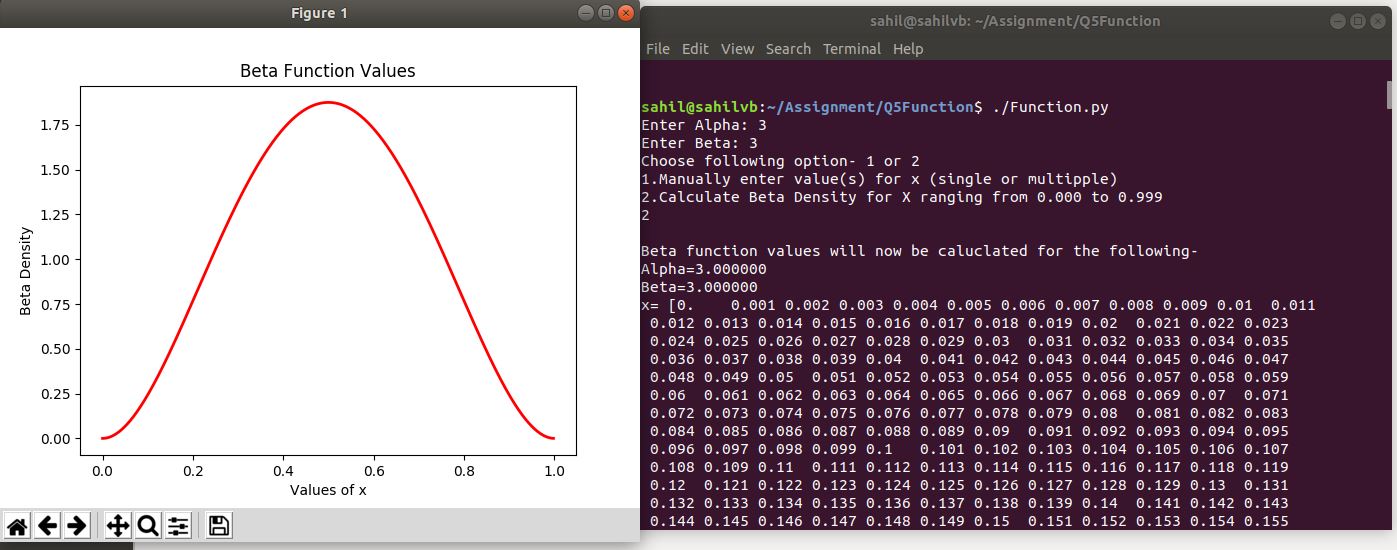 Figure 1
Beta Function Values
1.75
1.50
1.25
1.00
0.75
0.50
0.25
0.00
Beta Density
0.0 0.2 0.4 0.6 0.8 1.0
Values of x
sahil@sahilvb: ~/Assignment/Q5Function
File Edit View Search Terminal Help
sahil@sahilvb:~/Assignment/Q5Function$ ./Function.py
Enter Alpha: 3
Enter Beta: 3
Choose following option- 1 or 2
1.Manually enter value(s) for x (single or multipple)
2.Calculate Beta Density for X ranging from 0.000 to 0.999
2
Beta function values will now be caluclated for the following-
Alpha=3.000000
Beta=3.000000
x= [0.    0.001 0.002 0.003 0.004 0.005 0.006 0.007 0.008 0.009 0.01  0.011
0.012 0.013 0.014 0.015 0.016 0.017 0.018 0.019 0.02  0.021 0.022 0.023
0.024 0.025 0.026 0.027 0.028 0.029 0.03  0.031 0.032 0.033 0.034 0.035
0.036 0.037 0.038 0.039 0.04  0.041 0.042 0.043 0.044 0.045 0.046 0.047
0.048 0.049 0.05  0.051 0.052 0.053 0.054 0.055 0.056 0.057 0.058 0.059
0.06  0.061 0.062 0.063 0.064 0.065 0.066 0.067 0.068 0.069 0.07  0.071
0.072 0.073 0.074 0.075 0.076 0.077 0.078 0.079 0.08  0.081 0.082 0.083
0.084 0.085 0.086 0.087 0.088 0.089 0.09  0.091 0.092 0.093 0.094 0.095
0.096 0.097 0.098 0.099 0.1   0.101 0.102 0.103 0.104 0.105 0.106 0.107
0.108 0.109 0.11  0.111 0.112 0.113 0.114 0.115 0.116 0.117 0.118 0.119
0.12  0.121 0.122 0.123 0.124 0.125 0.126 0.127 0.128 0.129 0.13  0.131
0.132 0.133 0.134 0.135 0.136 0.137 0.138 0.139 0.14  0.141 0.142 0.143
0.144 0.145 0.146 0.147 0.148 0.149 0.15  0.151 0.152 0.153 0.154 0.155